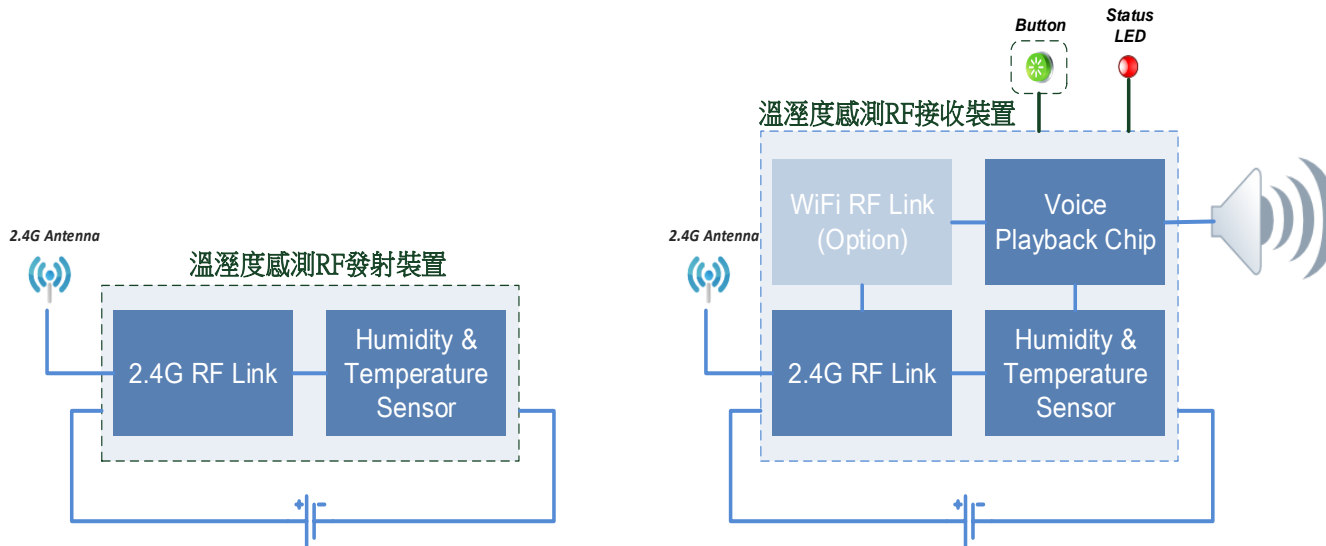 2.4G Antenna
溫溼度感測RF發射裝置
2.4G RF Link
Humidity &
Temperature
Sensor
+ -
Button
Status
LED
溫溼度感測RF接收裝置
2.4G Antenna
WiFi RF Link
(Option)
Voice
Playback Chip
2.4G RF Link
Humidity &
Temperature
Sensor
+ -